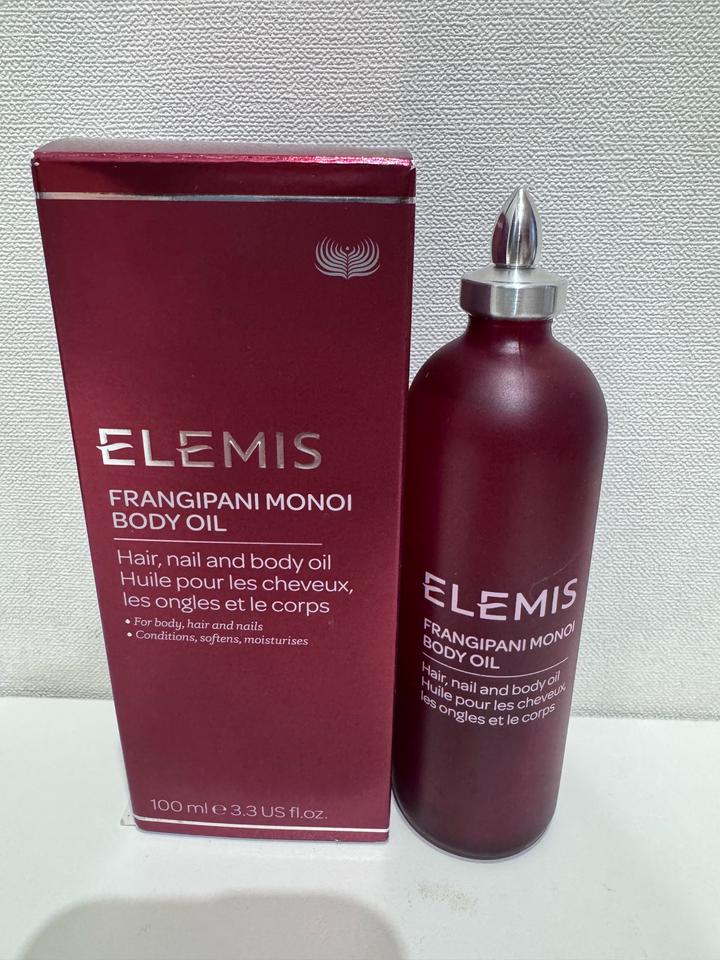 ELEMIS
FRANGIPANI MONOI
BODY OIL
Hair, nail and body oil
Huile pour les cheveux,
les ongles et le corps
• For body, hair and nails
• Conditions, softens, moisturises
100 ml ℮ 3.3 US fl.oz.
ELEMIS
FRANGIPANI MONOI
BODY OIL
Hair, nail and body oil
Huile pour les cheveux,
les ongles et le corps